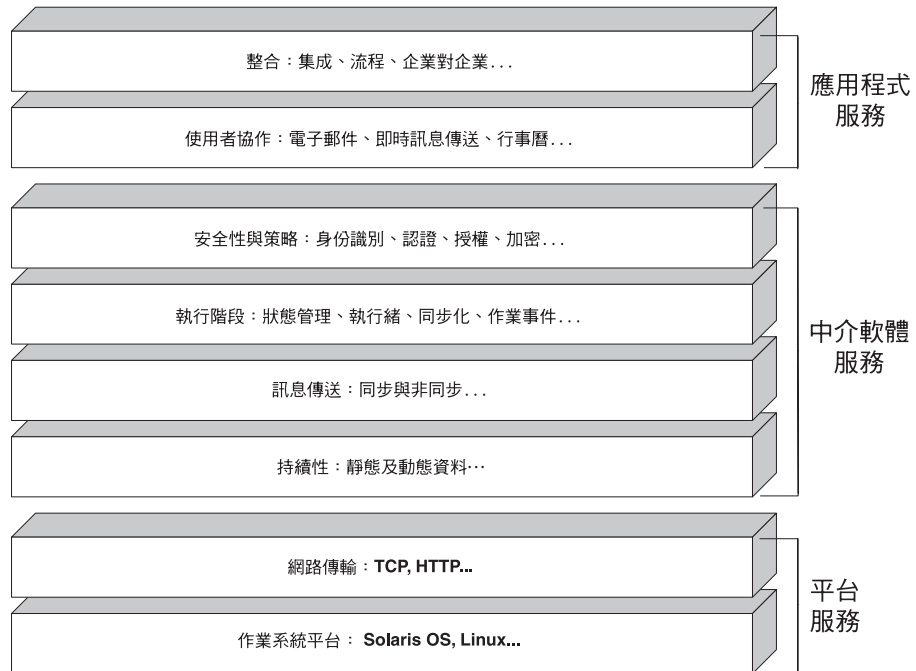 整合：集成、流程、企業對企業...
應用程式
服務
使用者協作：電子郵件、即時訊息傳送、行事曆...
安全性與策略：身份識別、認證、授權、加密...
執行階段：狀態管理、執行緒、同步化、作業事件...
中介軟體
服務
訊息傳送：同步與非同步...
持續性：靜態及動態資料⋯
網路傳輸：TCP, HTTP...
平台
服務
作業系統平台： Solaris OS, Linux...